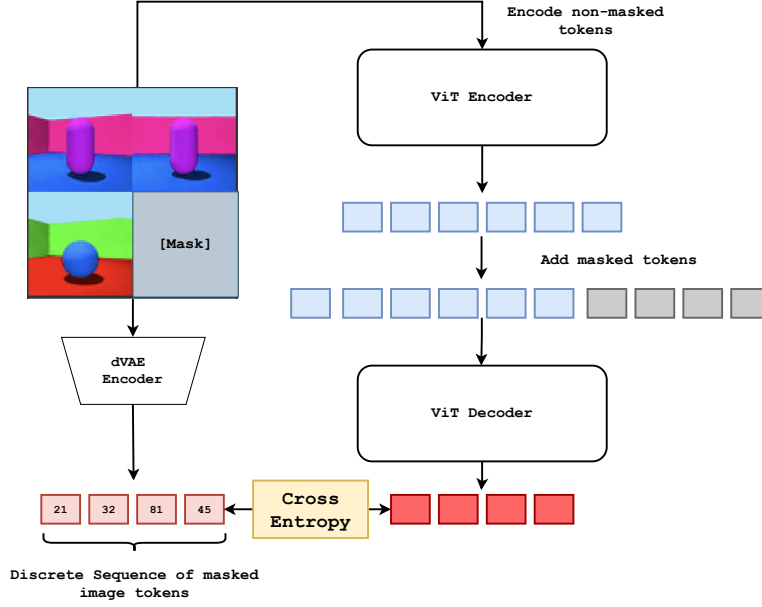 Encode non-masked
tokens
ViT Encoder
[Mask]
Add masked tokens
dVAE
Encoder
ViT Decoder
21 32 81 45
Cross
Entropy
Discrete Sequence of masked
image tokens